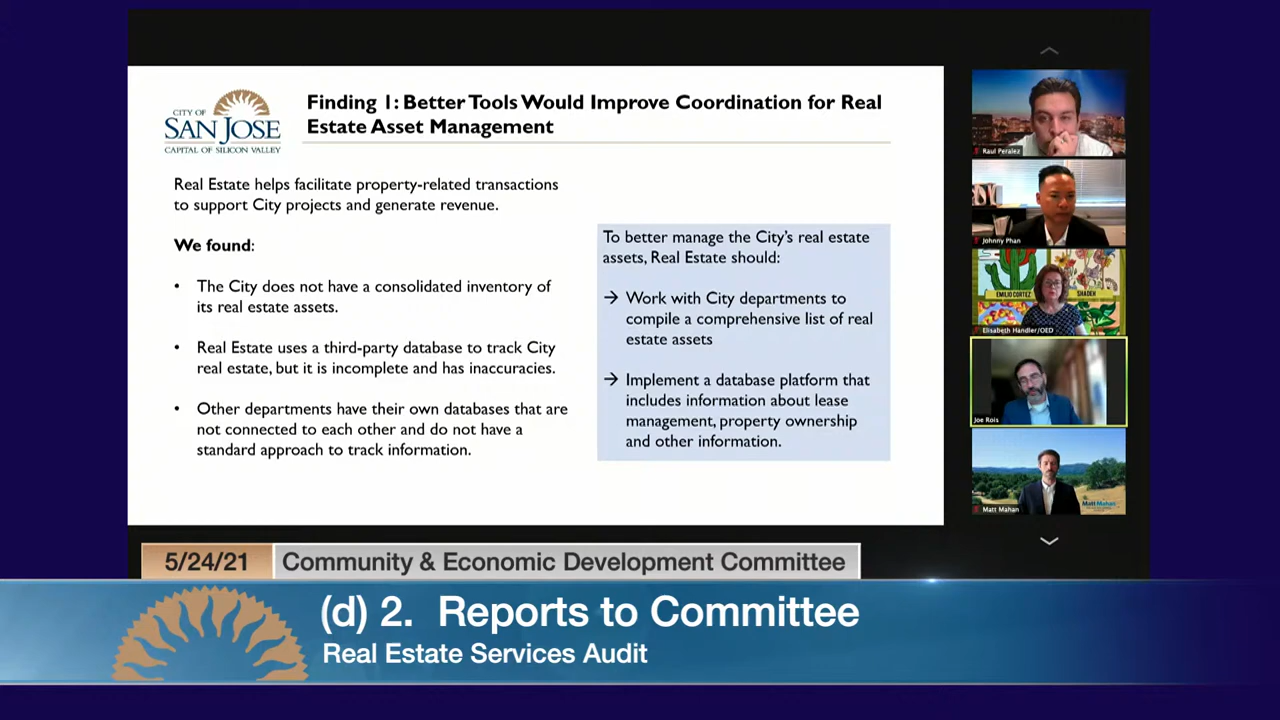 CITY OF
SAN JOSE
CAPITAL OF SILICON VALLEY
Finding 1: Better Tools Would Improve Coordination for Real
Estate Asset Management
Real Estate helps facilitate property-related transactions
to support City projects and generate revenue.
We found:
• The City does not have a consolidated inventory of
its real estate assets.
• Real Estate uses a third-party database to track City
real estate, but it is incomplete and has inaccuracies.
• Other departments have their own databases that are
not connected to each other and do not have a
standard approach to track information.
To better manage the City's real estate
assets, Real Estate should:
→ Work with City departments to
compile a comprehensive list of real
estate assets
→ Implement a database platform that
includes information about lease
management, property ownership
and other information.
Raul Peralez
Johnny Phan
EMILIO CORTEZ
SHADEH
Elisabeth Handler/OED
Joe Rois
Matt Mahan
Matt Mahan
5/24/21
Community & Economic Development Committee
(d) 2. Reports to Committee
Real Estate Services Audit